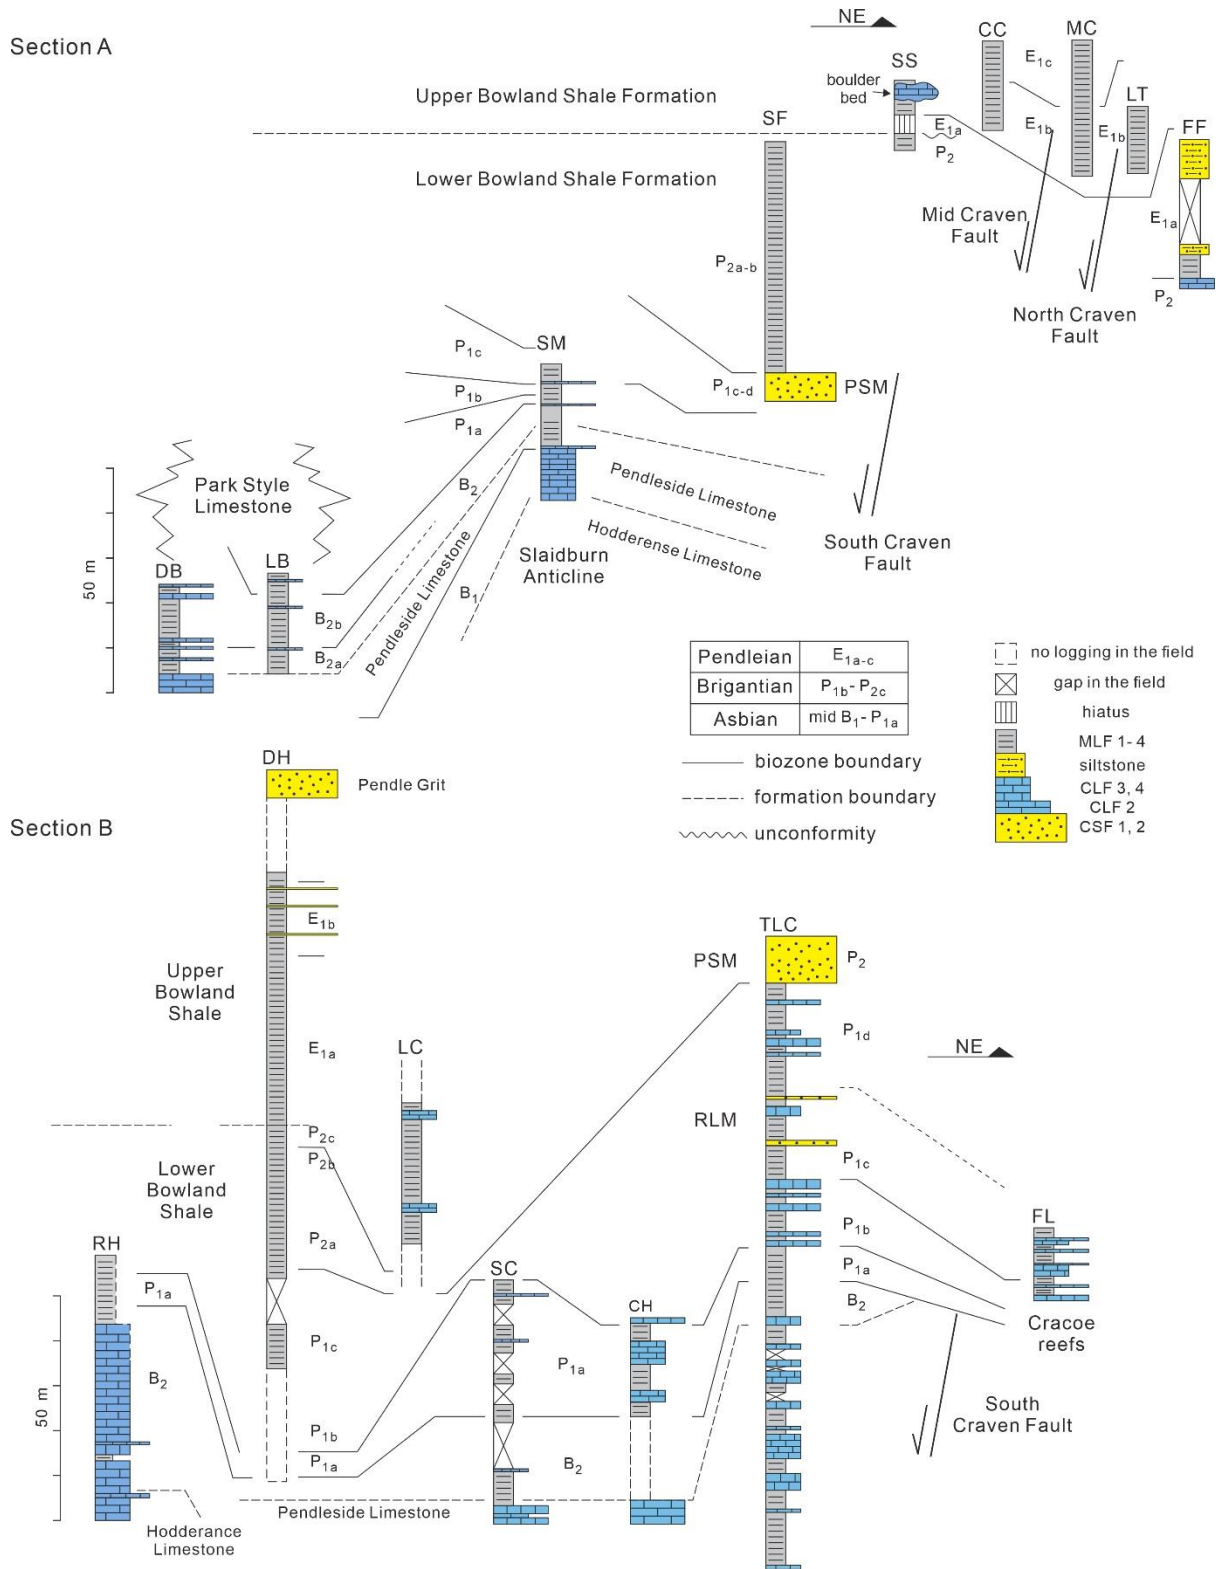 Section A
NE
CC
MC
SS
E1c
boulder
bed
LT
Upper Bowland Shale Formation
SF
E1a
E1b
E1b
FF
P2
Lower Bowland Shale Formation
Mid Craven
Fault
E1a
P2a-b
P2
North Craven
Fault
SM
P1c
P1c-d
PSM
P1b
P1a
Park Style
Limestone
B2
Pendleside Limestone
Hodderense Limestone
South Craven
Fault
Slaidburn
Anticline
DB
LB
50 m
Pendleside Limestone
B1
B2b
B2a
Pendleian E1a-c
Brigantian P1b- P2c
Asbian mid B1- P1a
biozone boundary
formation boundary
unconformity
no logging in the field
gap in the field
hiatus
MLF 1- 4
siltstone
CLF 3, 4
CLF 2
CSF 1, 2
DH
Pendle Grit
Section B
E1b
TLC
PSM
P2
Upper
Bowland
Shale
P1d
E1a
LC
NE
RLM
P2c
P2b
Lower
Bowland
Shale
P1c
P2a
P1b
FL
RH
SC
P1a
P1a
CH
B2
Cracoe
reefs
P1c
P1a
B2
50 m
South
Craven Fault
P1b
P1a
B2
Pendleside Limestone
Hodderance
Limestone